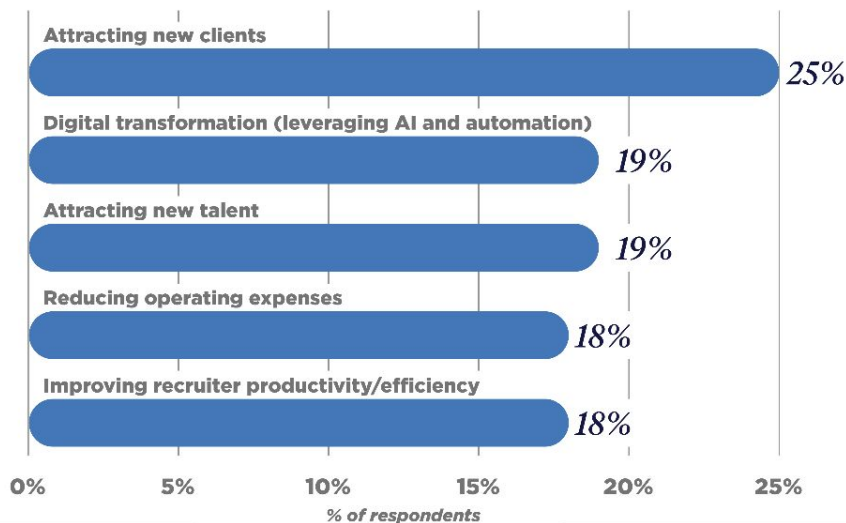 Attracting new clients
25%
Digital transformation (leveraging AI and automation)
19%
Attracting new talent
19%
Reducing operating expenses
18%
Improving recruiter productivity/efficiency
18%
0% 5% 10% 15% 20% 25%
% of respondents